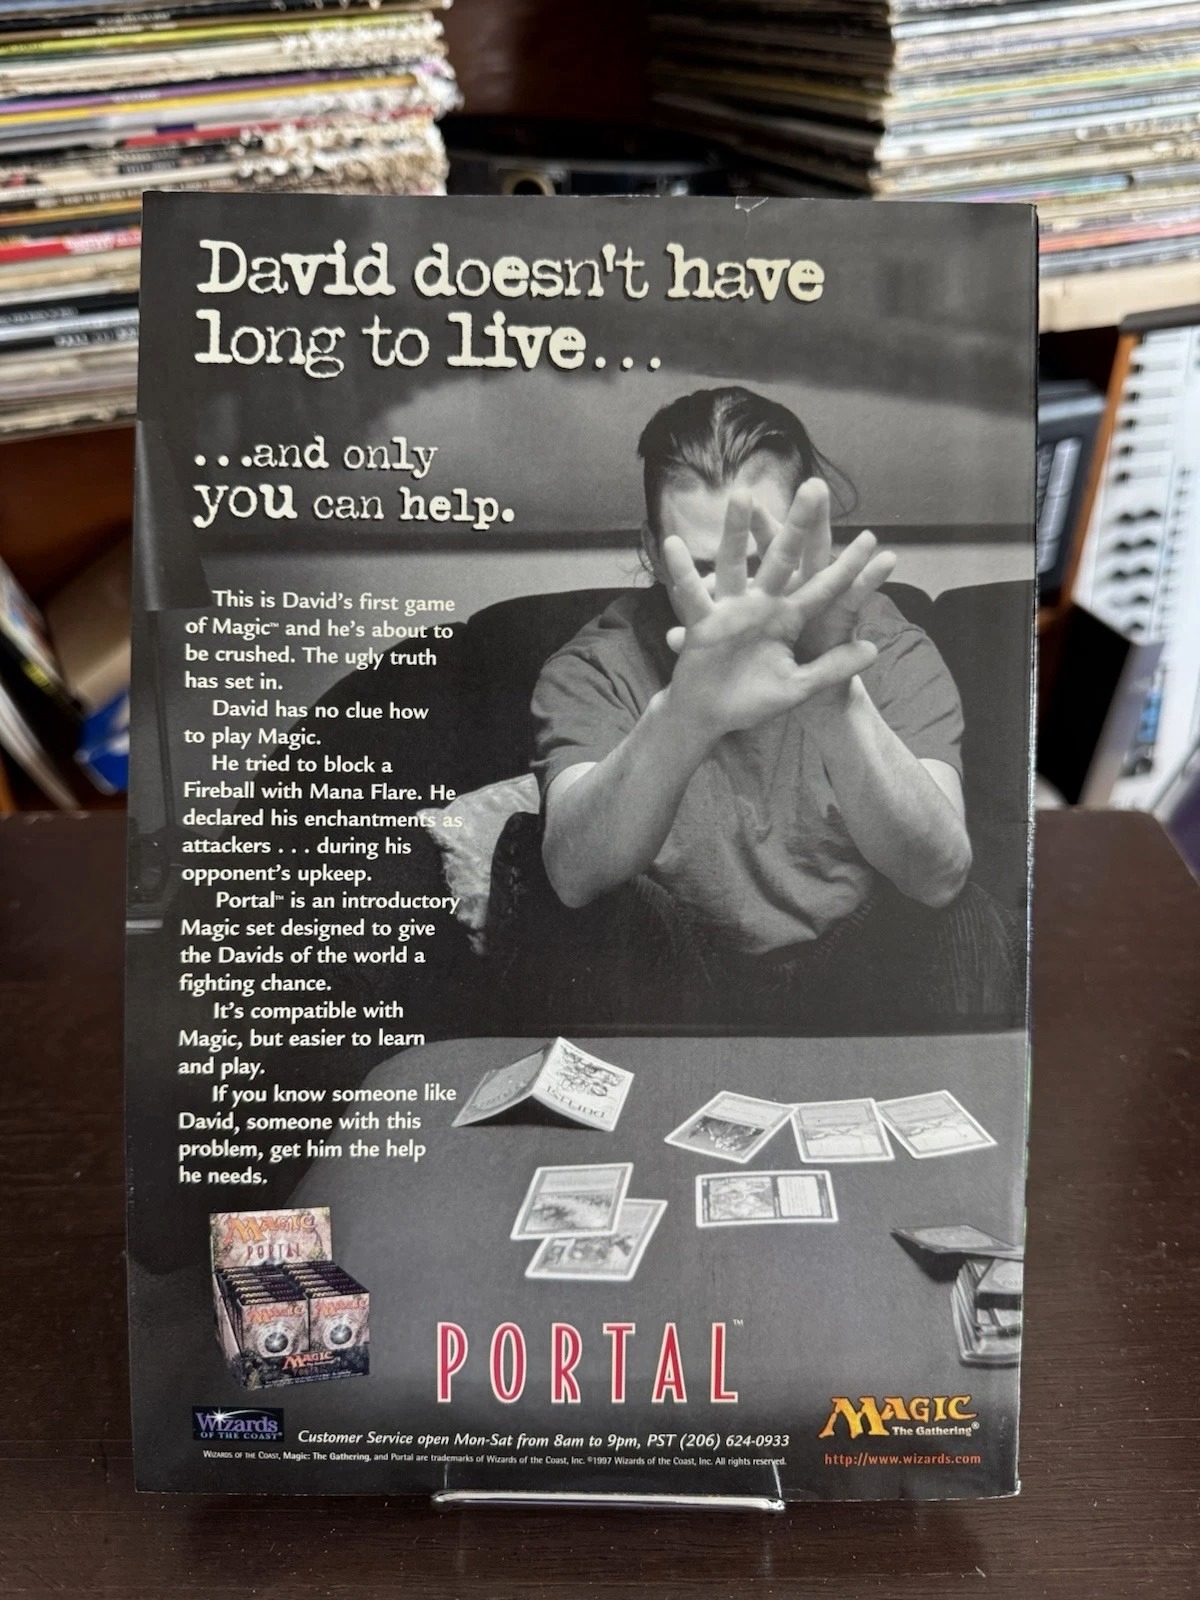 David doesn't have
long to live...
...and only
you can help.
This is David's first game
of Magic™ and he's about to
be crushed. The ugly truth
has set in.
David has no clue how
to play Magic.
He tried to block a
Fireball with Mana Flare. He
declared his enchantments as
attackers . . . during his
opponent's upkeep.
Portal™ is an introductory
Magic set designed to give
the Davids of the world a
fighting chance.
It's compatible with
Magic, but easier to learn
and play.
If you know someone like
David, someone with this
problem, get him the help
he needs.
ISLAND
MAGIC
PORTAL
MAGIC
PORTAL™
Wizards
OF THE COAST
Customer Service open Mon-Sat from 8am to 9pm, PST (206) 624-0933
WIZARDS OF THE COAST, Magic: The Gathering, and Portal are trademarks of Wizards of the Coast, Inc. ©1997 Wizards of the Coast, Inc. All rights reserved.
MAGIC
The Gathering®
http://www.wizards.com